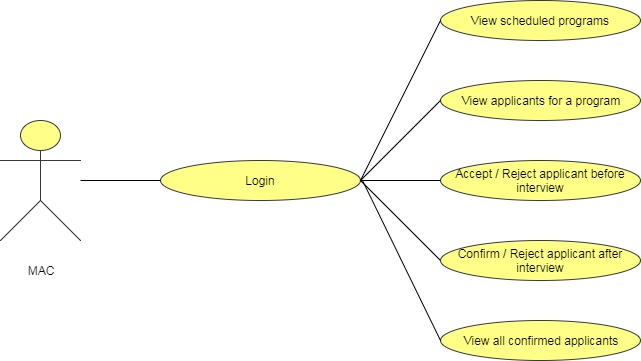 View scheduled programs
View applicants for a program
Accept / Reject applicant before
interview
Login
Confirm / Reject applicant after
interview
MAC
View all confirmed applicants